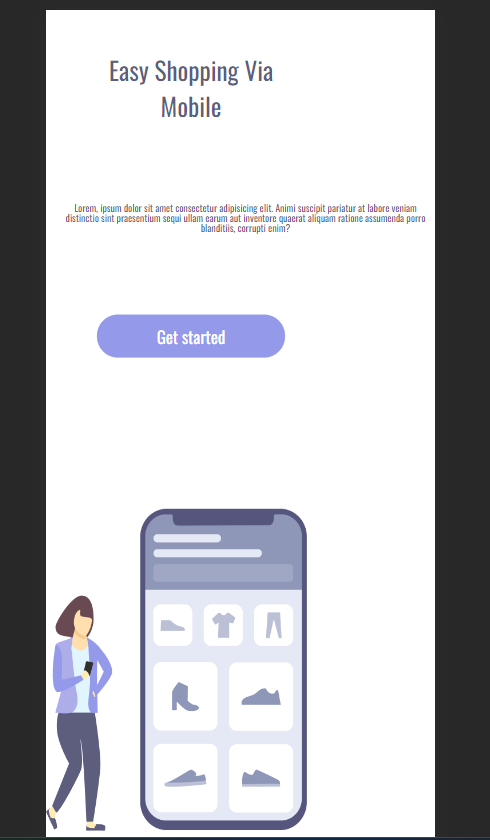 Easy Shopping Via
Mobile
Lorem, ipsum dolor sit amet consectetur adipisicing elit. Animi suscipit pariatur at labore veniam
distinctio sint praesentium sequi ullam earum aut inventore quaerat aliquam ratione assumenda porro
blanditiis, corrupti enim?
Get started